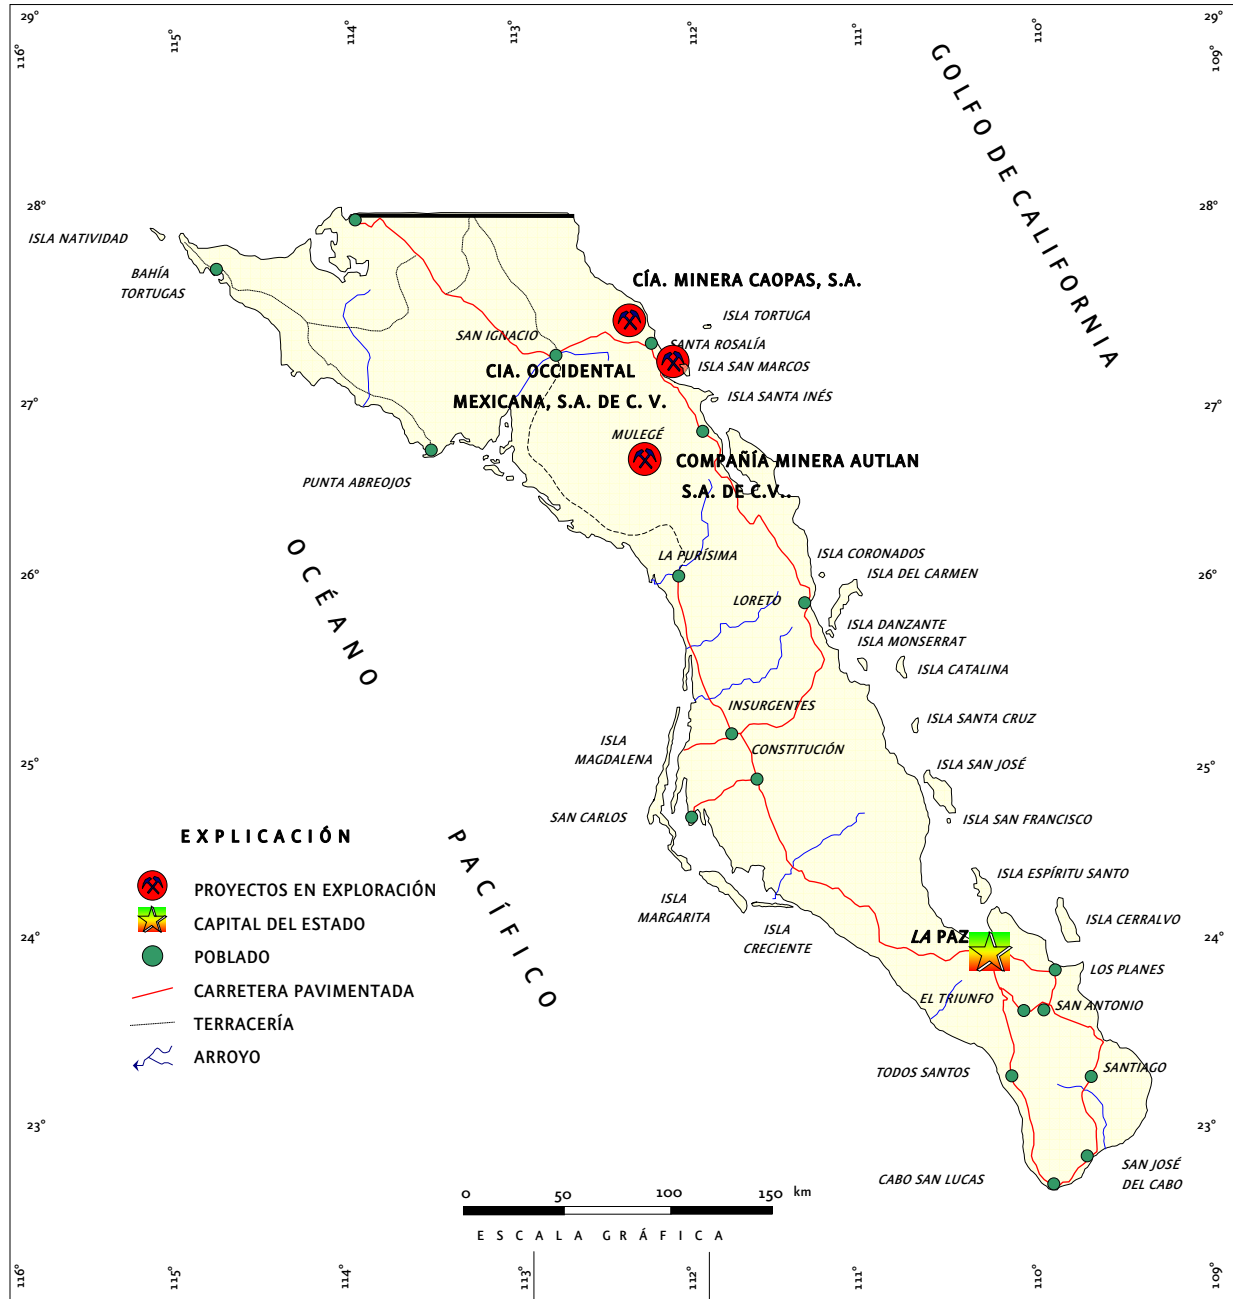 29°
116°
115°
114°
113°
112°
111°
110°
29°
109°
GOLFO DE CALIFORNIA
28°
28°
ISLA NATIVIDAD
BAHÍA
TORTUGAS
CÍA. MINERA CAOPAS, S.A.
ISLA TORTUGA
SAN IGNACIO
SANTA ROSALÍA
ISLA SAN MARCOS
CIA. OCCIDENTAL
MEXICANA, S.A. DE C. V.
ISLA SANTA INÉS
27°
27°
MULEGÉ
COMPAÑÍA MINERA AUTLAN
S.A. DE C.V..
PUNTA ABREOJOS
OCÉANO
LA PURÍSIMA
ISLA CORONADOS
ISLA DEL CARMEN
26°
26°
LORETO
ISLA DANZANTE
ISLA MONSERRAT
ISLA CATALINA
INSURGENTES
ISLA SANTA CRUZ
ISLA
MAGDALENA
CONSTITUCIÓN
25°
25°
ISLA SAN JOSÉ
SAN CARLOS
ISLA SAN FRANCISCO
PACÍFICO
EXPLICACIÓN
PROYECTOS EN EXPLORACIÓN
CAPITAL DEL ESTADO
POBLADO
CARRETERA PAVIMENTADA
TERRACERÍA
ARROYO
ISLA
MARGARITA
ISLA
CRECIENTE
ISLA ESPÍRITU SANTO
ISLA CERRALVO
24°
24°
LA PAZ
LOS PLANES
EL TRIUNFO
SAN ANTONIO
TODOS SANTOS
SANTIAGO
23°
23°
CABO SAN LUCAS
SAN JOSÉ
DEL CABO
0 50 100 150 km
ESCALA GRÁFICA
116°
115°
114°
113°
112°
111°
110°
109°